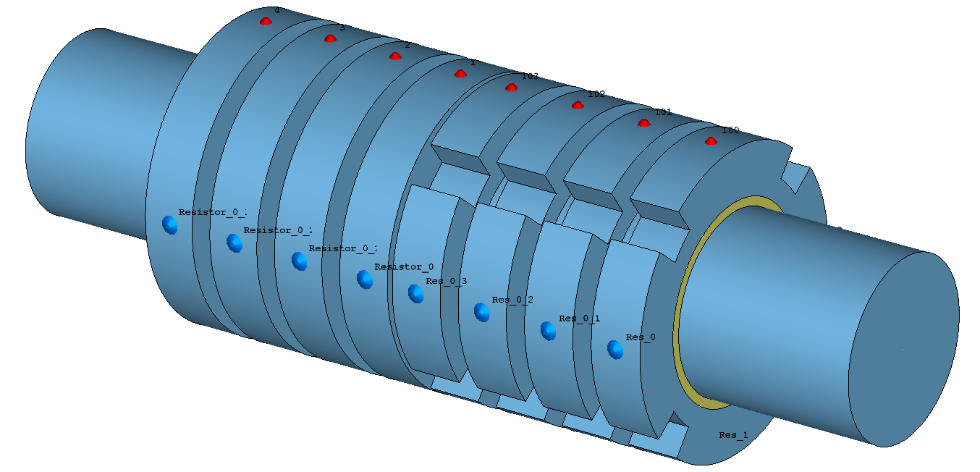 4
3
2
1
103
102
101
100
Resistor_0_
Resistor_0_
Resistor_0_
Resistor_0
Res_0_3
Res_0_2
Res_0_1
Res_0
Res_1